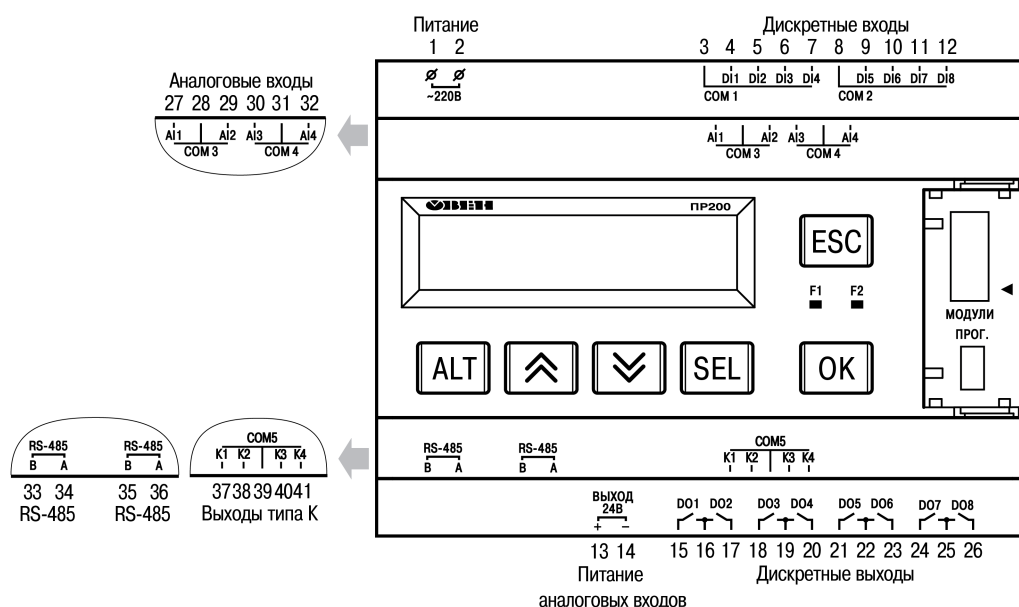 Питание
1 2
Дискретные входы
3 4 5 6 7 8 9 10 11 12
~220В
DI1 DI2 DI3 DI4 DI5 DI6 DI7 DI8
COM 1 COM 2
Аналоговые входы
27 28 29 30 31 32
AI1 AI2 AI3 AI4
COM 3 COM 4
AI1 AI2 AI3 AI4
COM 3 COM 4
ОВЕН ПР200
ESC
F1 F2
МОДУЛИ
ПРОГ.
ALT SEL OK
RS-485 RS-485
B A B A
33 34 35 36
RS-485 RS-485
COM5
K1 K2 K3 K4
37 38 39 40 41
Выходы типа К
RS-485 RS-485
B A B A
COM5
K1 K2 K3 K4
ВЫХОД
24В
+ −
DO1 DO2 DO3 DO4 DO5 DO6 DO7 DO8
13 14 15 16 17 18 19 20 21 22 23 24 25 26
Питание
аналоговых входов
Дискретные выходы